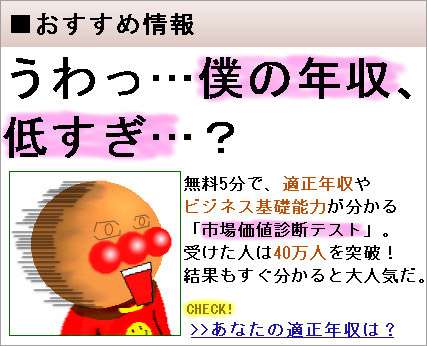 ■おすすめ情報
うわっ…僕の年収、
低すぎ…？
無料5分で、適正年収や
ビジネス基礎能力が分かる
「市場価値診断テスト」。
受けた人は40万人を突破！
結果もすぐ分かると大人気だ。
CHECK!
>>あなたの適正年収は？